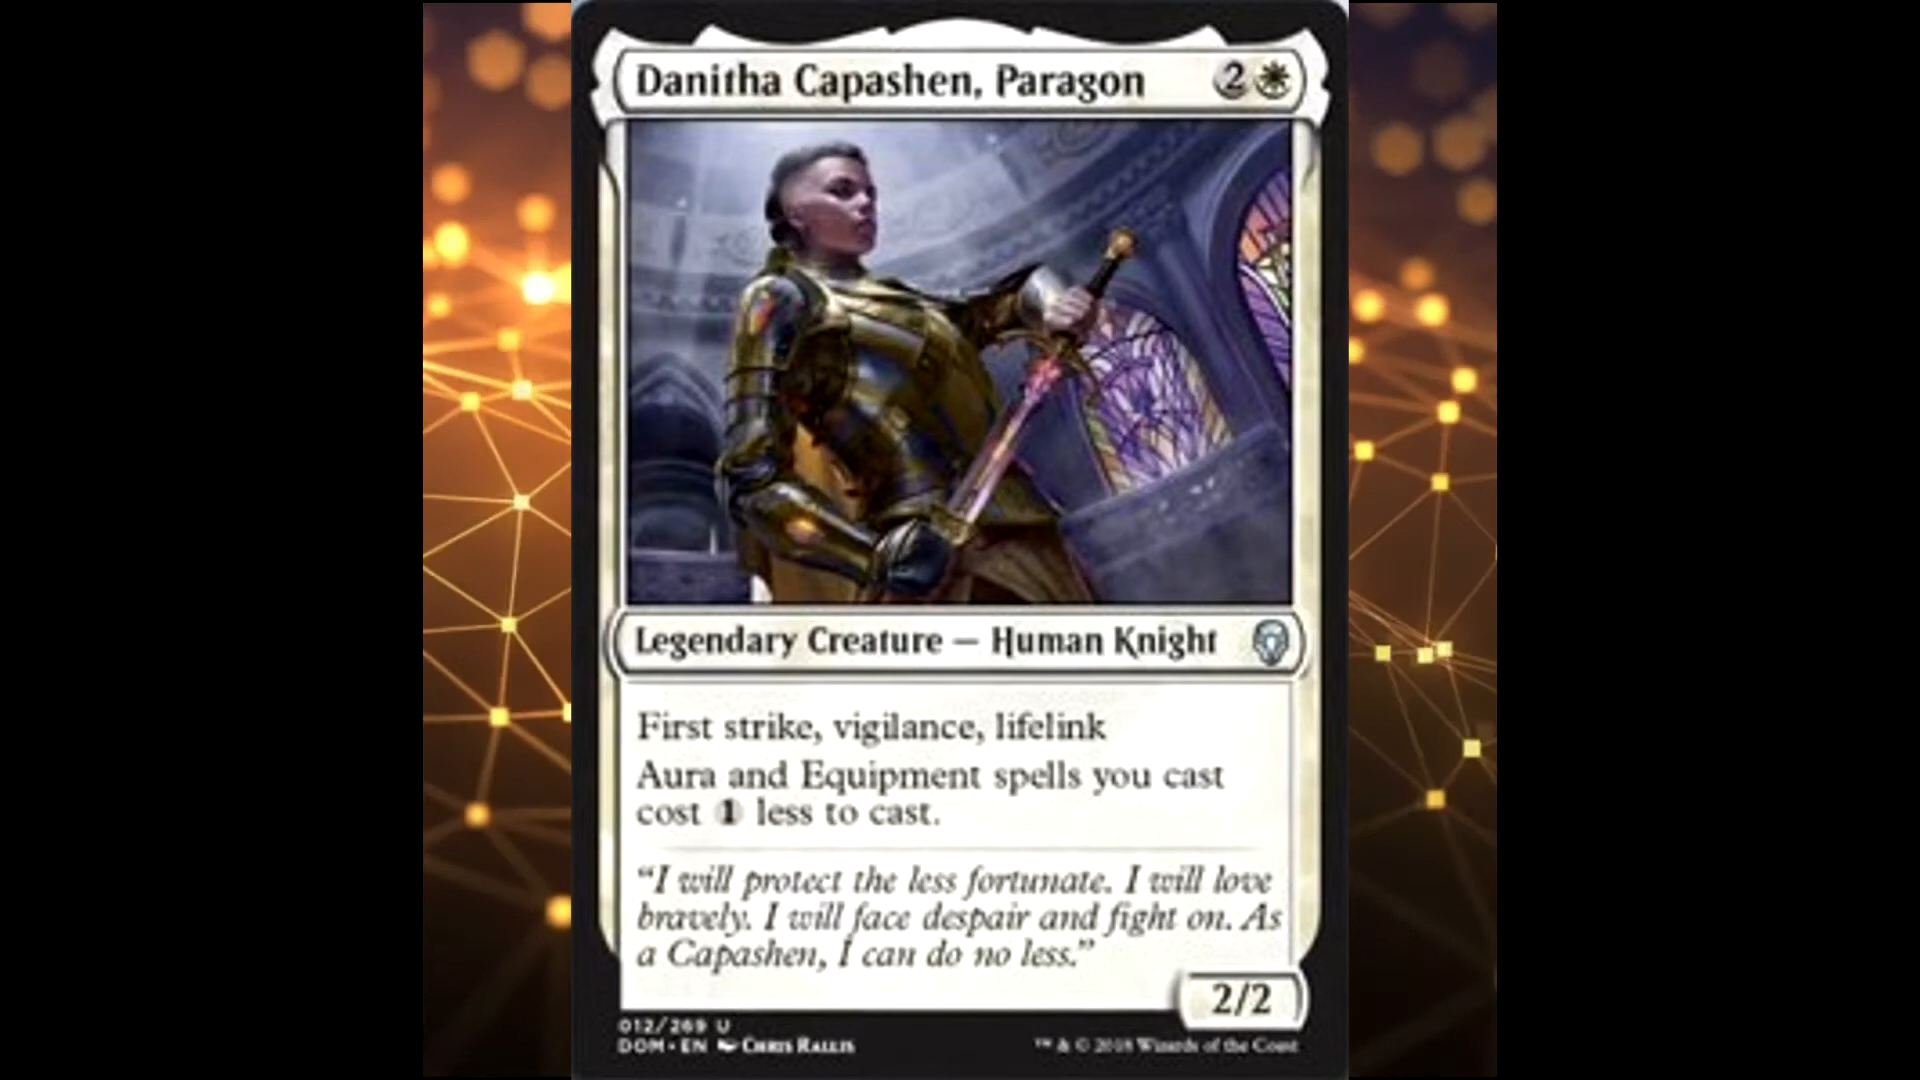 Danitha Capashen, Paragon 2
Legendary Creature — Human Knight
First strike, vigilance, lifelink
Aura and Equipment spells you cast
cost 1 less to cast.
“I will protect the less fortunate. I will love
bravely. I will face despair and fight on. As
a Capashen, I can do no less.”
2/2
012/269 U
DOM • EN Chris Rallis
™ & © 2018 Wizards of the Coast